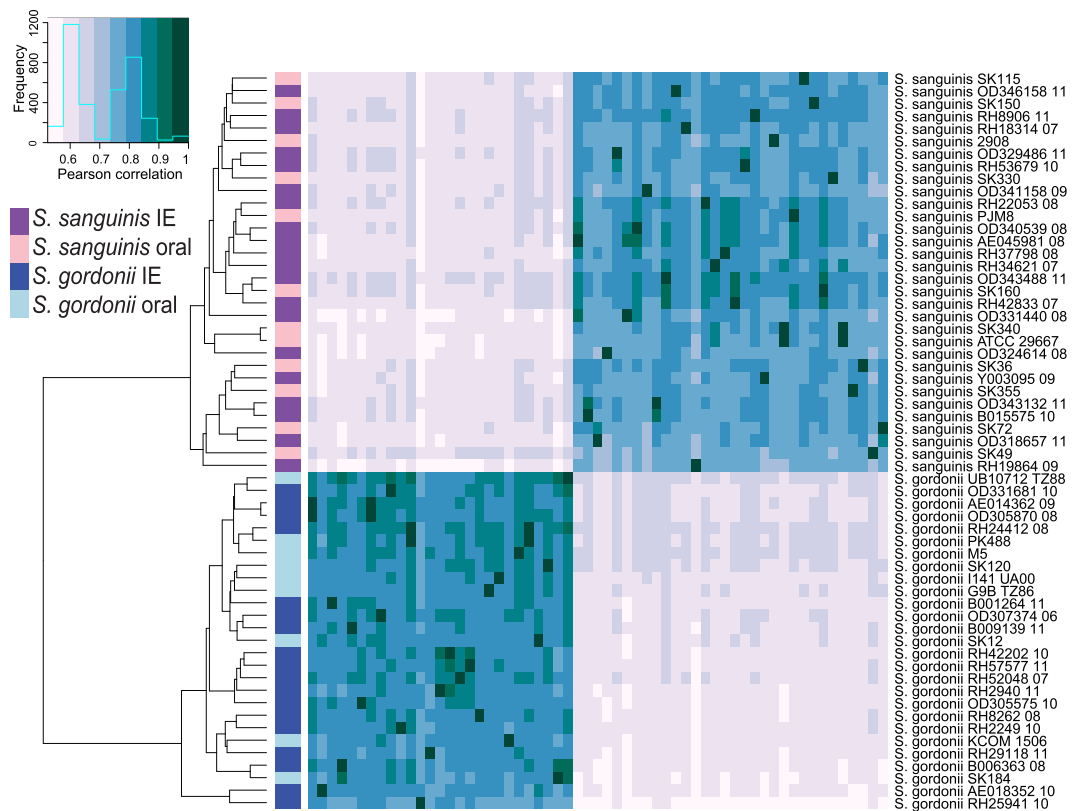 1200
800
400
0
Frequency
0.6 0.7 0.8 0.9 1
Pearson correlation
S. sanguinis IE
S. sanguinis oral
S. gordonii IE
S. gordonii oral
S. sanguinis SK115
S. sanguinis OD346158 11
S. sanguinis SK150
S. sanguinis RH8906 11
S. sanguinis RH18314 07
S. sanguinis 2908
S. sanguinis OD329486 11
S. sanguinis RH53679 10
S. sanguinis SK330
S. sanguinis OD341158 09
S. sanguinis RH22053 08
S. sanguinis PJM8
S. sanguinis OD340539 08
S. sanguinis AE045981 08
S. sanguinis RH37798 08
S. sanguinis RH34621 07
S. sanguinis OD343488 11
S. sanguinis SK160
S. sanguinis RH42833 07
S. sanguinis OD331440 08
S. sanguinis SK340
S. sanguinis ATCC 29667
S. sanguinis OD324614 08
S. sanguinis SK36
S. sanguinis Y003095 09
S. sanguinis SK355
S. sanguinis OD343132 11
S. sanguinis B015575 10
S. sanguinis SK72
S. sanguinis OD318657 11
S. sanguinis SK49
S. sanguinis RH19864 09
S. gordonii UB10712 TZ88
S. gordonii OD331681 10
S. gordonii AE014362 09
S. gordonii OD305870 08
S. gordonii RH24412 08
S. gordonii PK488
S. gordonii M5
S. gordonii SK120
S. gordonii I141 UA00
S. gordonii G9B TZ86
S. gordonii B001264 11
S. gordonii OD307374 06
S. gordonii B009139 11
S. gordonii SK12
S. gordonii RH42202 10
S. gordonii RH57577 11
S. gordonii RH52048 07
S. gordonii RH2940 11
S. gordonii OD305575 10
S. gordonii RH8262 08
S. gordonii RH2249 10
S. gordonii KCOM 1506
S. gordonii RH29118 11
S. gordonii B006363 08
S. gordonii SK184
S. gordonii AE018352 10
S. gordonii RH25941 10